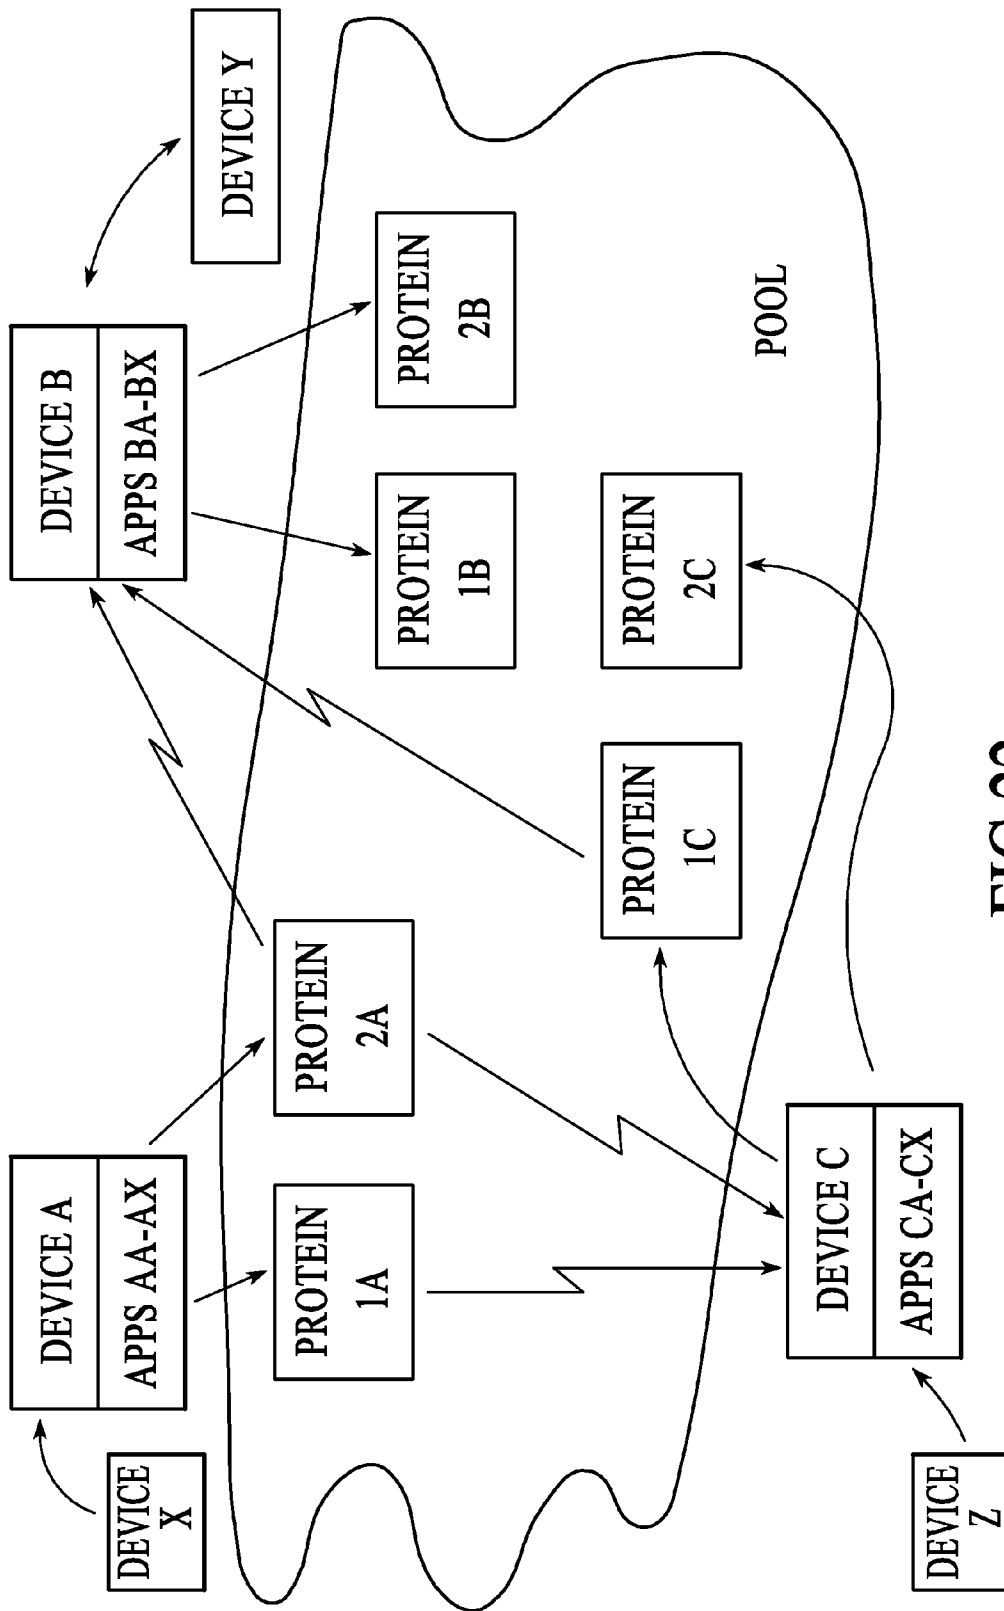 DEVICE X
DEVICE A
APPS AA-AX
DEVICE B
APPS BA-BX
DEVICE Y
PROTEIN
1A
PROTEIN
2A
PROTEIN
1B
PROTEIN
2B
PROTEIN
1C
PROTEIN
2C
POOL
DEVICE C
APPS CA-CX
DEVICE
Z